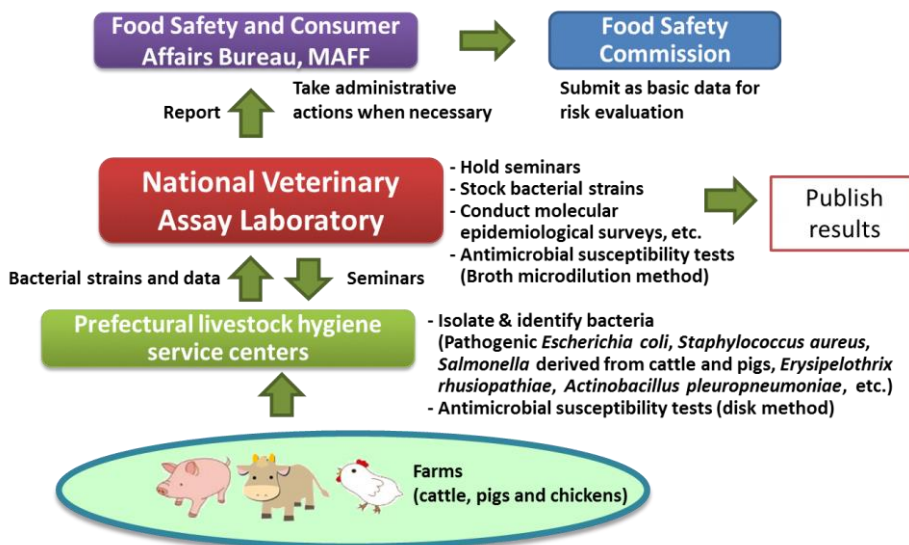 Food Safety and Consumer
Affairs Bureau, MAFF
Food Safety
Commission
Report
Take administrative
actions when necessary
Submit as basic data for
risk evaluation
National Veterinary
Assay Laboratory
- Hold seminars
- Stock bacterial strains
- Conduct molecular
epidemiological surveys, etc.
- Antimicrobial susceptibility tests
(Broth microdilution method)
Publish
results
Bacterial strains and data
Seminars
Prefectural livestock hygiene
service centers
- Isolate & identify bacteria
(Pathogenic Escherichia coli, Staphylococcus aureus,
Salmonella derived from cattle and pigs, Erysipelothrix
rhusiopathiae, Actinobacillus pleuropneumoniae, etc.)
- Antimicrobial susceptibility tests (disk method)
Farms
(cattle, pigs and chickens)